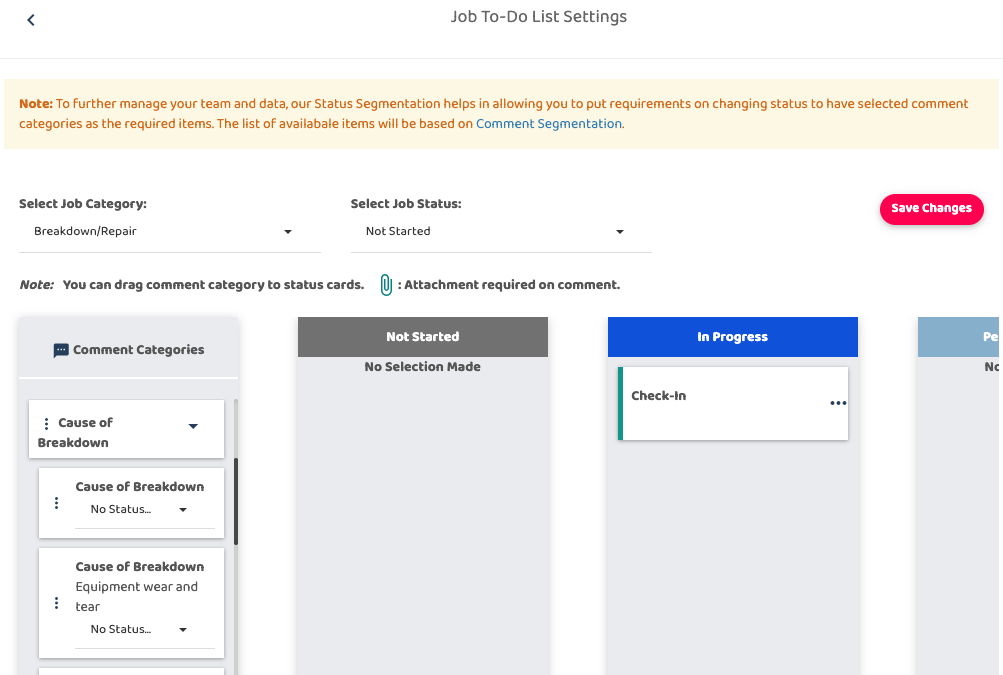 Job To-Do List Settings
Note: To further manage your team and data, our Status Segmentation helps in allowing you to put requirements on changing status to have selected comment
categories as the required items. The list of availabale items will be based on Comment Segmentation.
Select Job Category:
Select Job Status:
Save Changes
Breakdown/Repair
Not Started
Note: You can drag comment category to status cards.
: Attachment required on comment.
Comment Categories
Not Started
In Progress
Pe
No Selection Made
No
Check-In
Cause of
Breakdown
Cause of Breakdown
No Status...
Cause of Breakdown
Equipment wear and
tear
No Status...